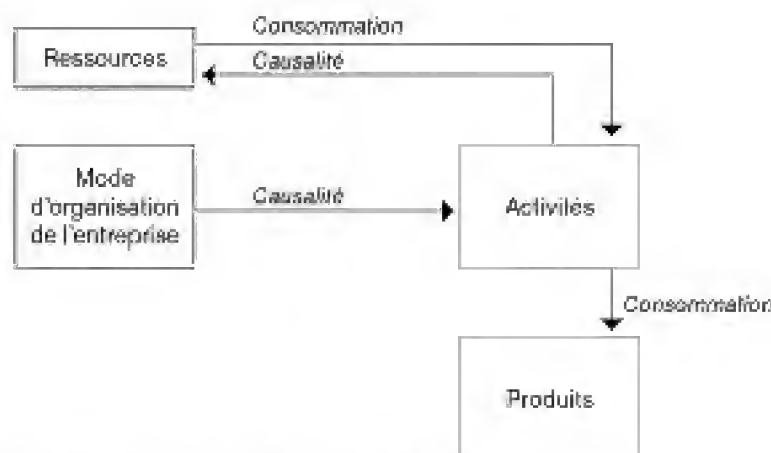 Consommation
Ressources
Causalité
Mode
d'organisation
de l'entreprise
Causalité
Activités
Consommation
Produits